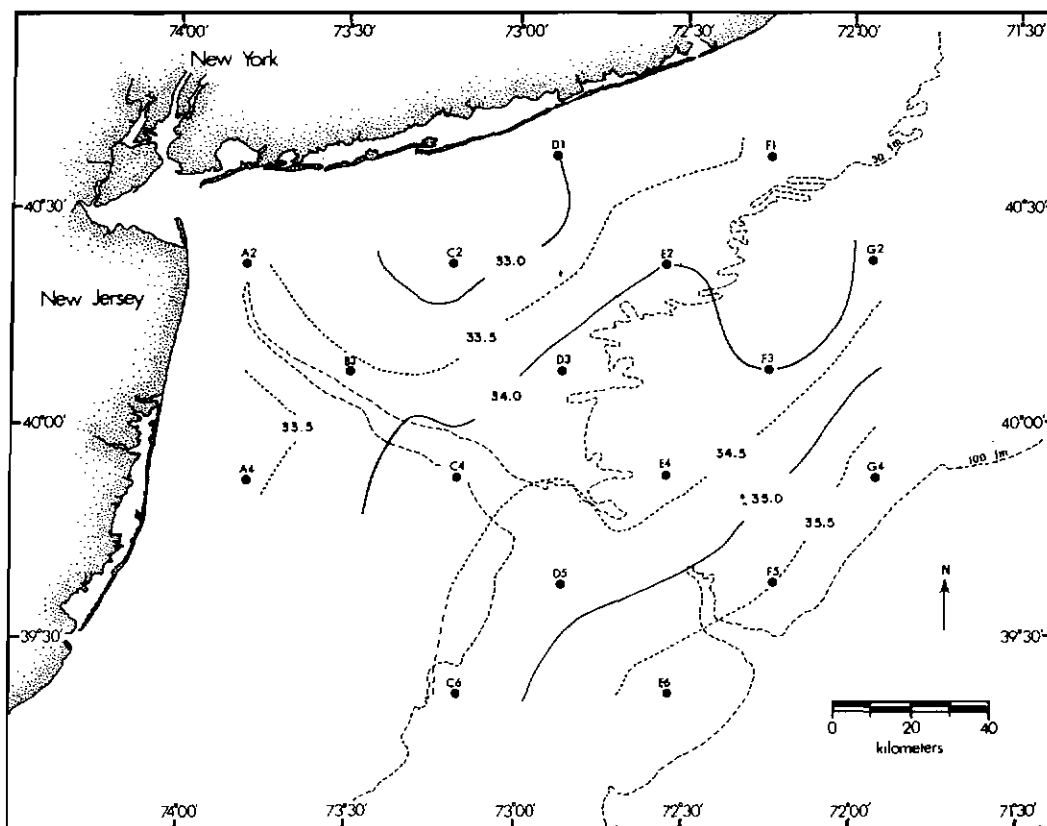 74°00' 73°30' 73°00' 72°30' 72°00' 71°30'
New York
D1 F1
30 fm
40°30' 40°30'
A2 C2 33.0 E2 G2
New Jersey
33.5
B3 D3 F3
34.0
40°00' 33.5 40°00'
34.5 100 fm
A4 C4 E4 G4
35.0
35.5
D5 F5
N
39°30' 39°30'
C6 E6
0 20 40
kilometers
74°00' 73°30' 73°00' 72°30' 72°00' 71°30'